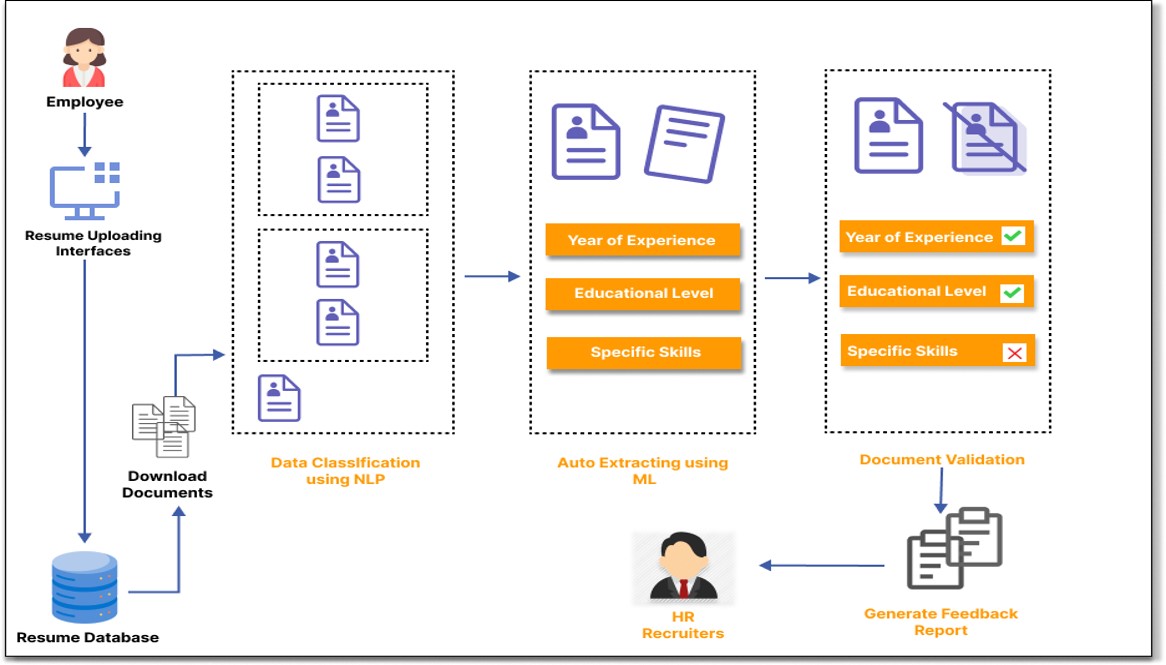 Employee
Resume Uploading
Interfaces
Download
Documents
Resume Database
Data Classlfication
using NLP
Year of Experience
Educational Level
Specific Skills
Auto Extracting using
ML
Year of Experience
Educational Level
Specific Skills
Document Validation
Generate Feedback
Report
HR
Recruiters